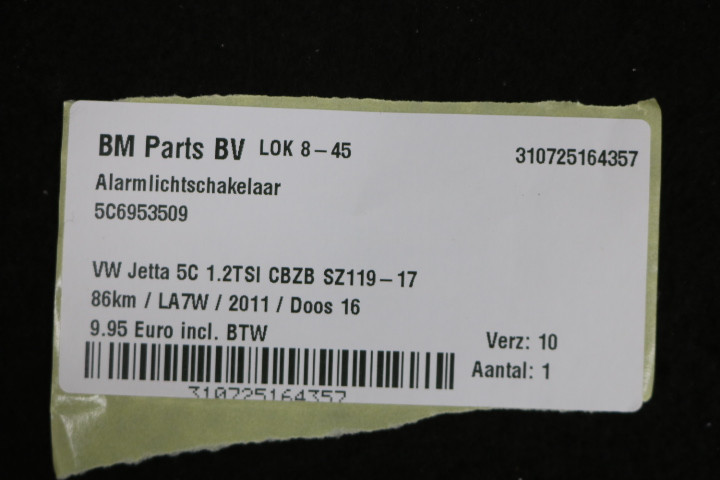 BM Parts BV LOK 8-45 310725164357
Alarmlichtschakelaar
5C6953509
VW Jetta 5C 1.2TSI CBZB SZ119-17
86km / LA7W / 2011 / Doos 16
9.95 Euro incl. BTW
Verz: 10
Aantal: 1
310725164357